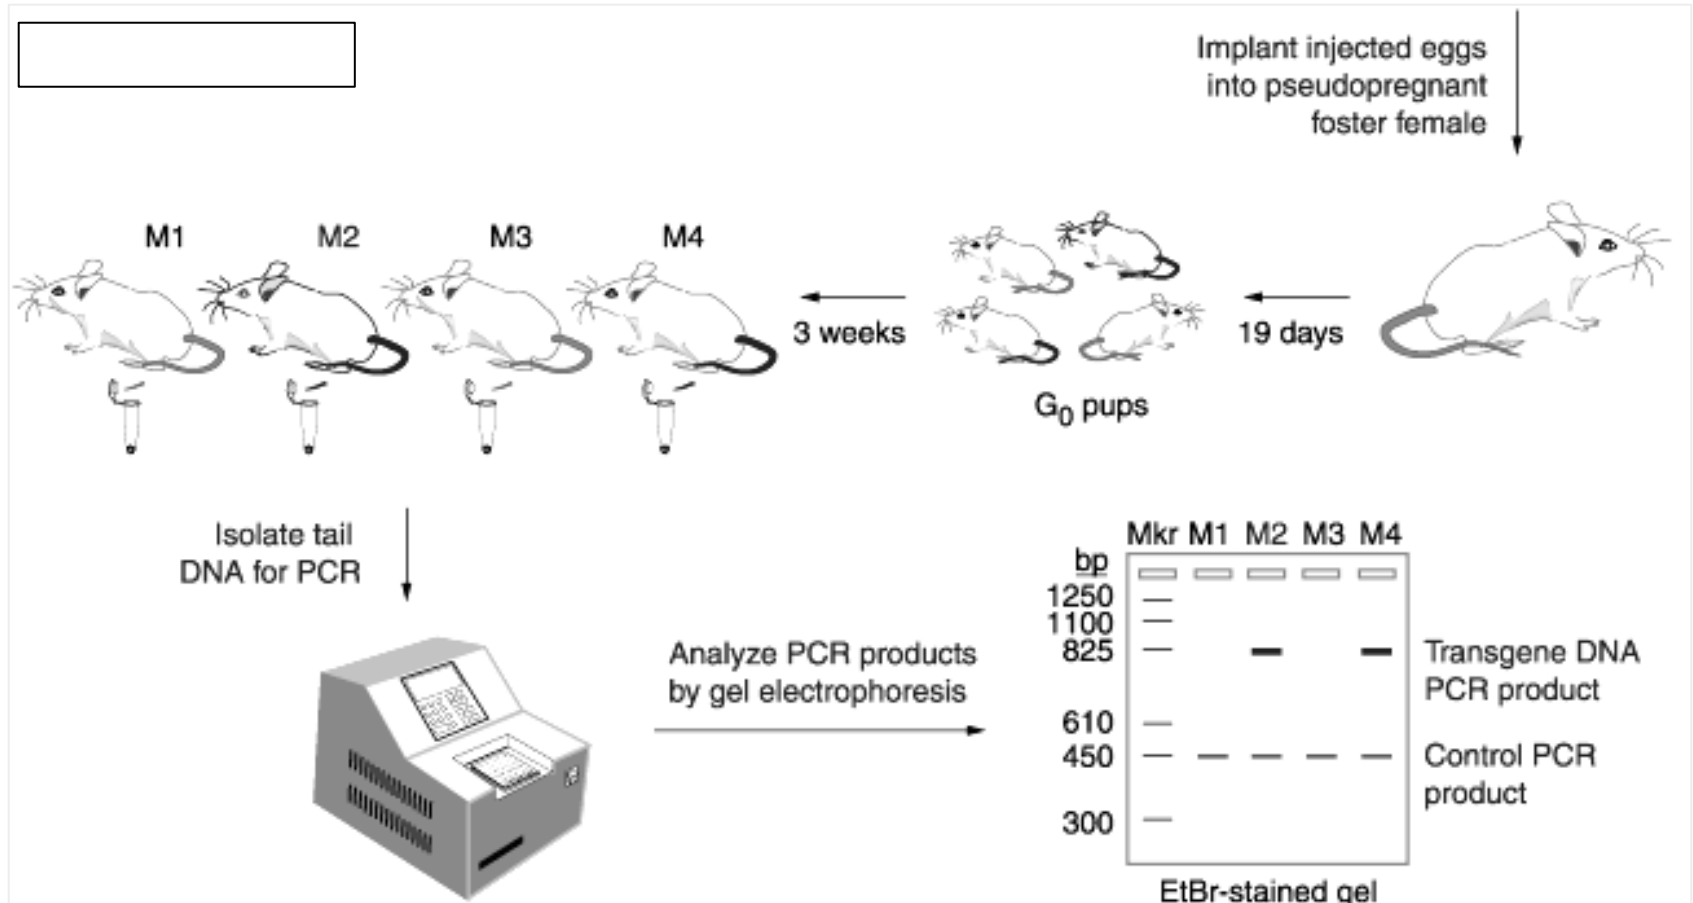 Implant injected eggs
into pseudopregnant
foster female
M1 M2 M3 M4
3 weeks
19 days
G0 pups
Isolate tail
DNA for PCR
Analyze PCR products
by gel electrophoresis
Mkr M1 M2 M3 M4
bp
1250
1100
825
610
450
300
Transgene DNA
PCR product
Control PCR
product
EtBr-stained gel